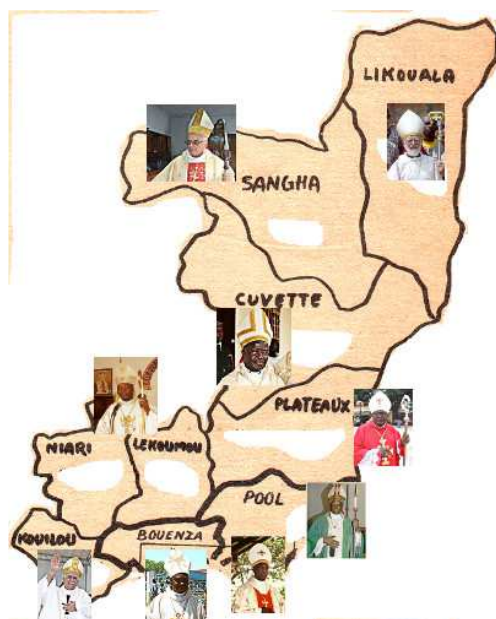 LIKOUALA
SANGHA
CUVETTE
PLATEAUX
NIARI
LEKOUMOU
POOL
KOUILOU
BOUENZA